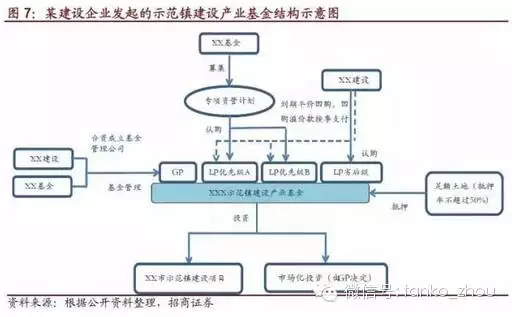 图 7：某建设企业发起的示范镇建设产业基金结构示意图
XX基金
募集
XX建设
专项资管计划
到期平价回购，回
购溢价款按季支付
认购
认购
合资成立基金
管理公司
XX建设
XX基金
基金管理
GP
LP优先级A
LP优先级B
LP劣后级
XXX示范镇建设产业基金
足额土地（抵押
率不超过50%）
抵押
投资
XX市示范镇建设项目
市场化投资（由GP决定）
微信号: tanko_zhou
资料来源：根据公开资料整理，招商证券